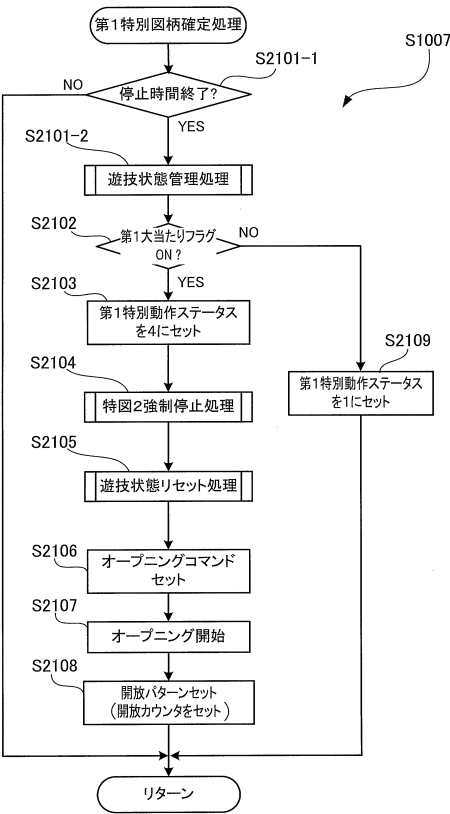 第1特別図柄確定処理
S1007
S2101-1
停止時間終了?
NO
YES
S2101-2
遊技状態管理処理
S2102
第1大当たりフラグ
ON?
NO
YES
S2103
第1特別動作ステータス
を4にセット
S2109
第1特別動作ステータス
を1にセット
S2104
特図2強制停止処理
S2105
遊技状態リセット処理
S2106
オープニングコマンド
セット
S2107
オープニング開始
S2108
開放パターンセット
(開放カウンタをセット)
リターン